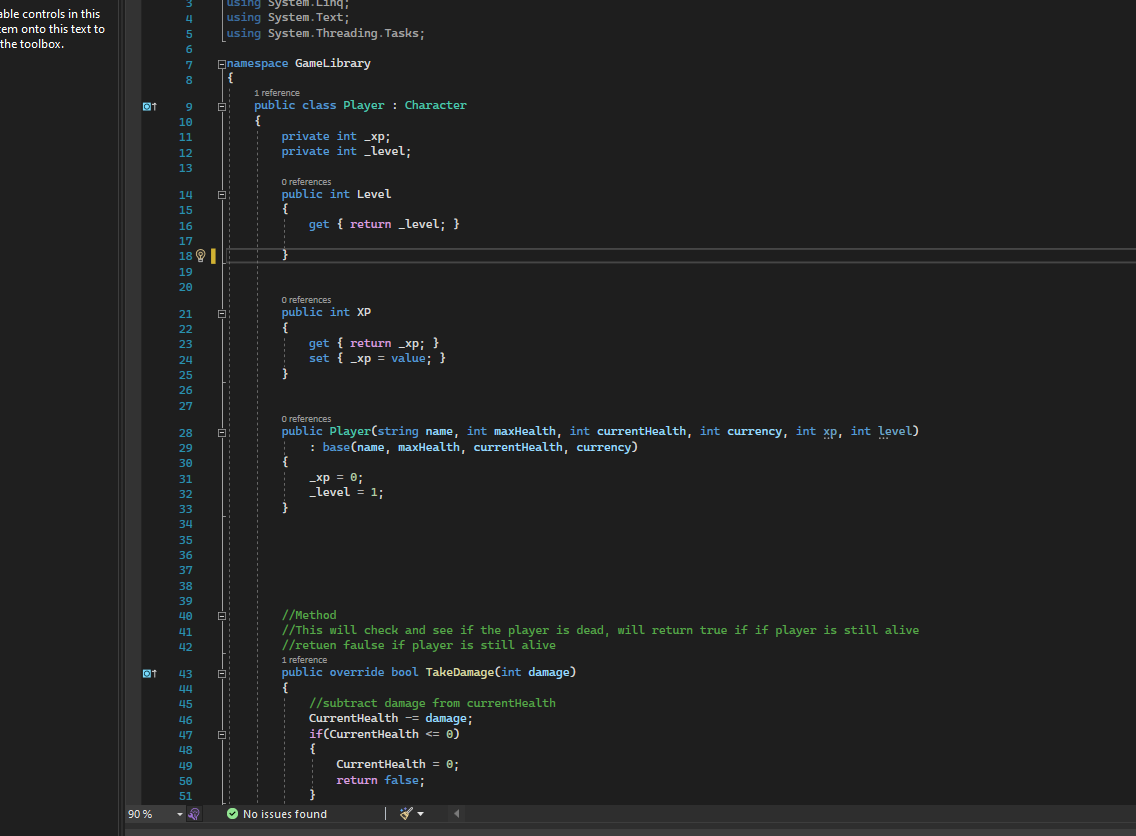 able controls in this
tem onto this text to
the toolbox.
3 using System.Linq;
4 using System.Text;
5 using System.Threading.Tasks;
6
7 namespace GameLibrary
8 {
1 reference
9 public class Player : Character
10 {
11 private int _xp;
12 private int _level;
13
0 references
14 public int Level
15 {
16 get { return _level; }
17
18 }
19
20
0 references
21 public int XP
22 {
23 get { return _xp; }
24 set { _xp = value; }
25 }
26
27
0 references
28 public Player(string name, int maxHealth, int currentHealth, int currency, int xp, int level)
29 : base(name, maxHealth, currentHealth, currency)
30 {
31 _xp = 0;
32 _level = 1;
33 }
34
35
36
37
38
39
40 //Method
41 //This will check and see if the player is dead, will return true if if player is still alive
42 //retuen faulse if player is still alive
1 reference
43 public override bool TakeDamage(int damage)
44 {
45 //subtract damage from currentHealth
46 CurrentHealth -= damage;
47 if(CurrentHealth <= 0)
48 {
49 CurrentHealth = 0;
50 return false;
51 }
90 % No issues found